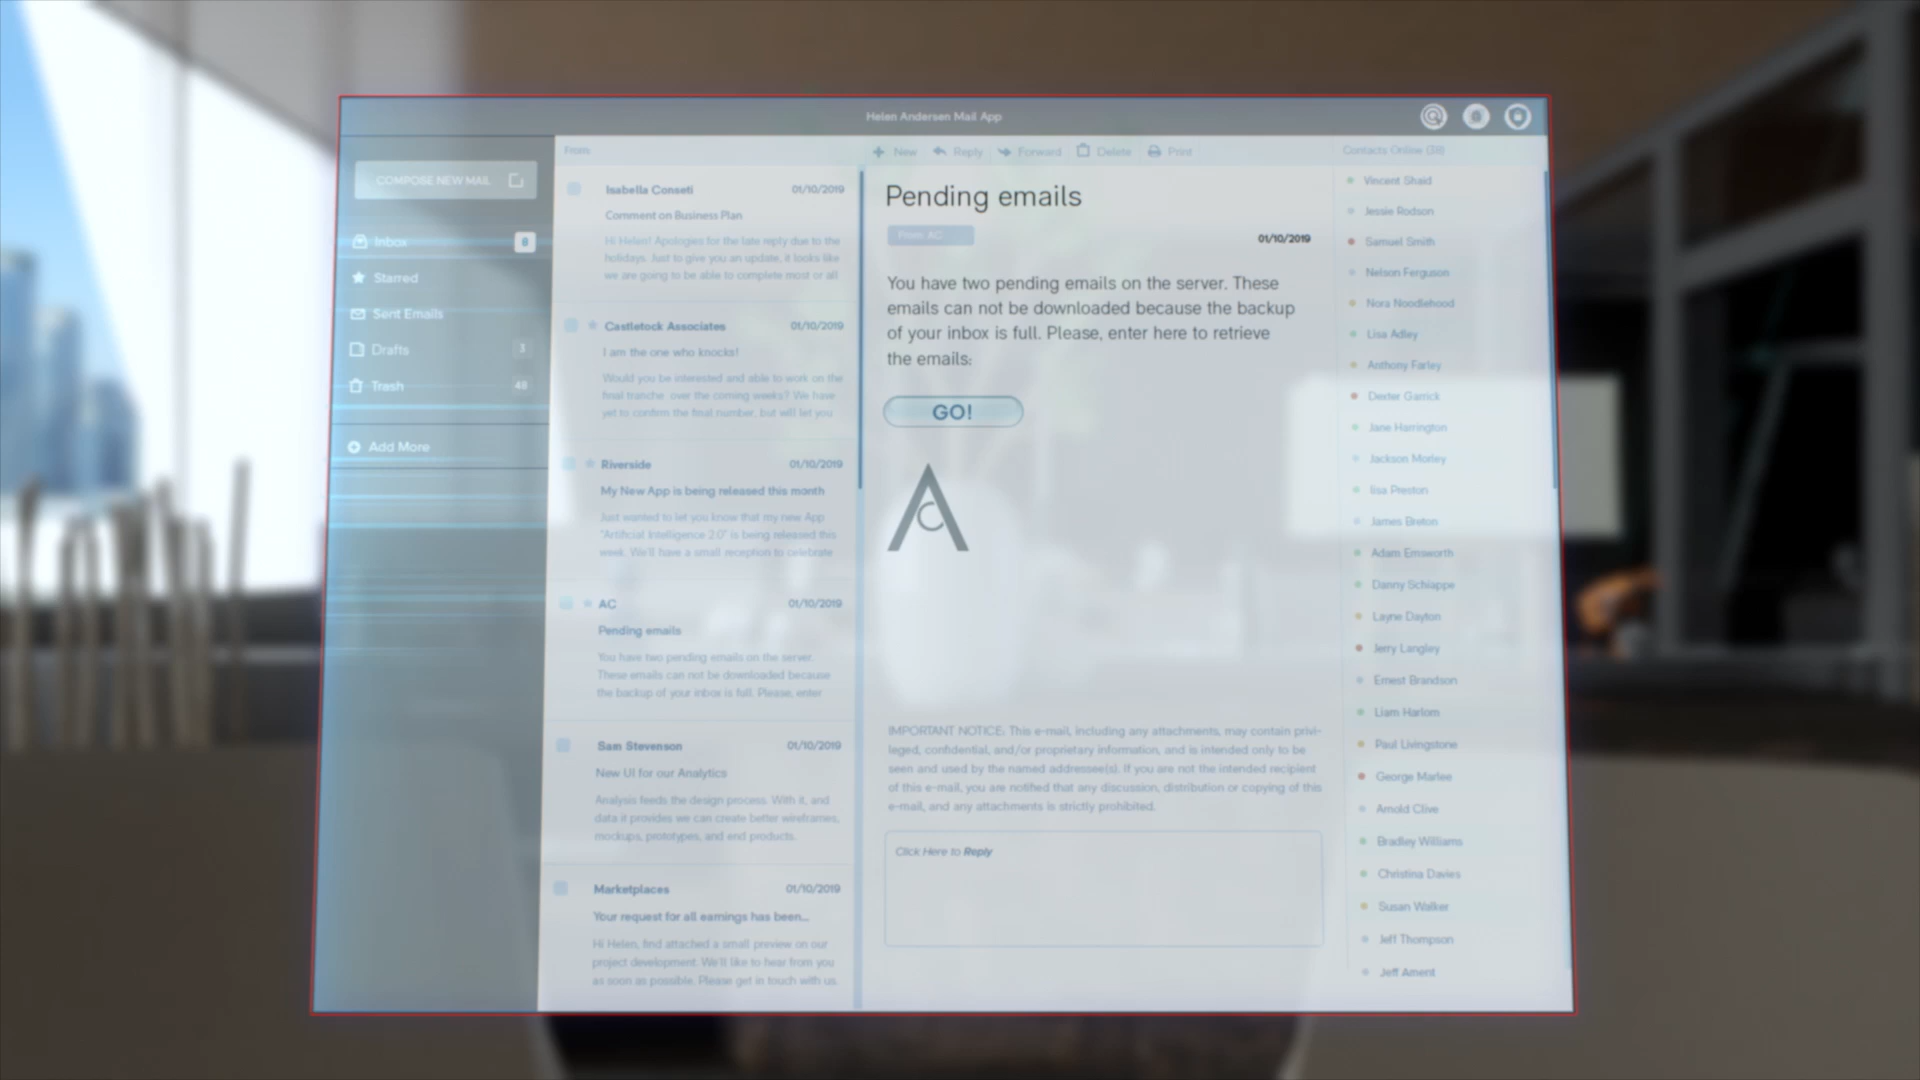 Helen Andersen Mail App
COMPOSE NEW MAIL
Inbox 8
Starred
Sent Emails
Drafts 3
Trash 48
Add More
From
Isabella Conseti 01/10/2019
Comment on Business Plan
Hi Helen! Apologies for the late reply due to the
holidays. Just to give you an update, it looks like
we are going to be able to complete most or all
Castletock Associates 01/10/2019
I am the one who knocks!
Would you be interested and able to work on the
final tranche over the coming weeks? We have
yet to confirm the final number, but will let you
Riverside 01/10/2019
My New App is being released this month
Just wanted to let you know that my new App
"Artificial Intelligence 2.0" is being released this
week. We'll have a small reception to celebrate
AC 01/10/2019
Pending emails
You have two pending emails on the server.
These emails can not be downloaded because
the backup of your inbox is full. Please, enter
Sam Stevenson 01/10/2019
New UI for our Analytics
Analysis feeds the design process. With it, and
data it provides we can create better wireframes,
mockups, prototypes, and end products.
Marketplaces 01/10/2019
Your request for all earnings has been...
Hi Helen, find attached a small preview on our
project development. We'll like to hear from you
as soon as possible. Please get in touch with us.
New Reply Forward Delete Print
Pending emails
From: AC
01/10/2019
You have two pending emails on the server. These
emails can not be downloaded because the backup
of your inbox is full. Please, enter here to retrieve
the emails:
GO!
AC
IMPORTANT NOTICE: This e-mail, including any attachments, may contain privi-
leged, confidential, and/or proprietary information, and is intended only to be
seen and used by the named addressee(s). If you are not the intended recipient
of this e-mail, you are notified that any discussion, distribution or copying of this
e-mail, and any attachments is strictly prohibited.
Click Here to Reply
Contacts Online (38)
Vincent Shaid
Jessie Rodson
Samuel Smith
Nelson Ferguson
Nora Noodlehood
Lisa Adley
Anthony Farley
Dexter Garrick
Jane Harrington
Jackson Morley
lisa Preston
James Breton
Adam Emsworth
Danny Schiappe
Layne Dayton
Jerry Langley
Ernest Brandson
Liam Harlom
Paul Livingstone
George Marlee
Arnold Clive
Bradley Williams
Christina Davies
Susan Walker
Jeff Thompson
Jeff Ament